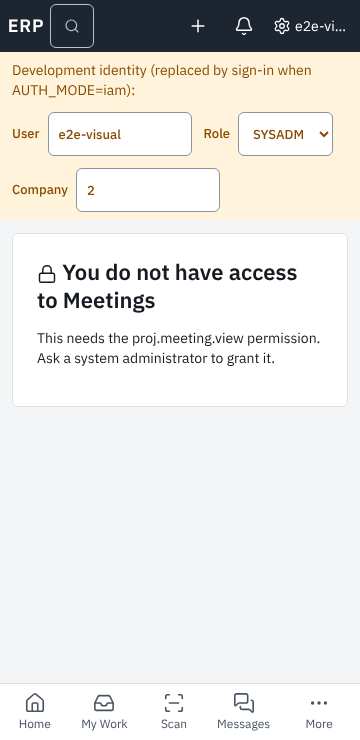 ERP
e2e-vi...
Development identity (replaced by sign-in when
AUTH_MODE=iam):
User e2e-visual Role SYSADM
Company 2
You do not have access
to Meetings
This needs the proj.meeting.view permission.
Ask a system administrator to grant it.
Home My Work Scan Messages More